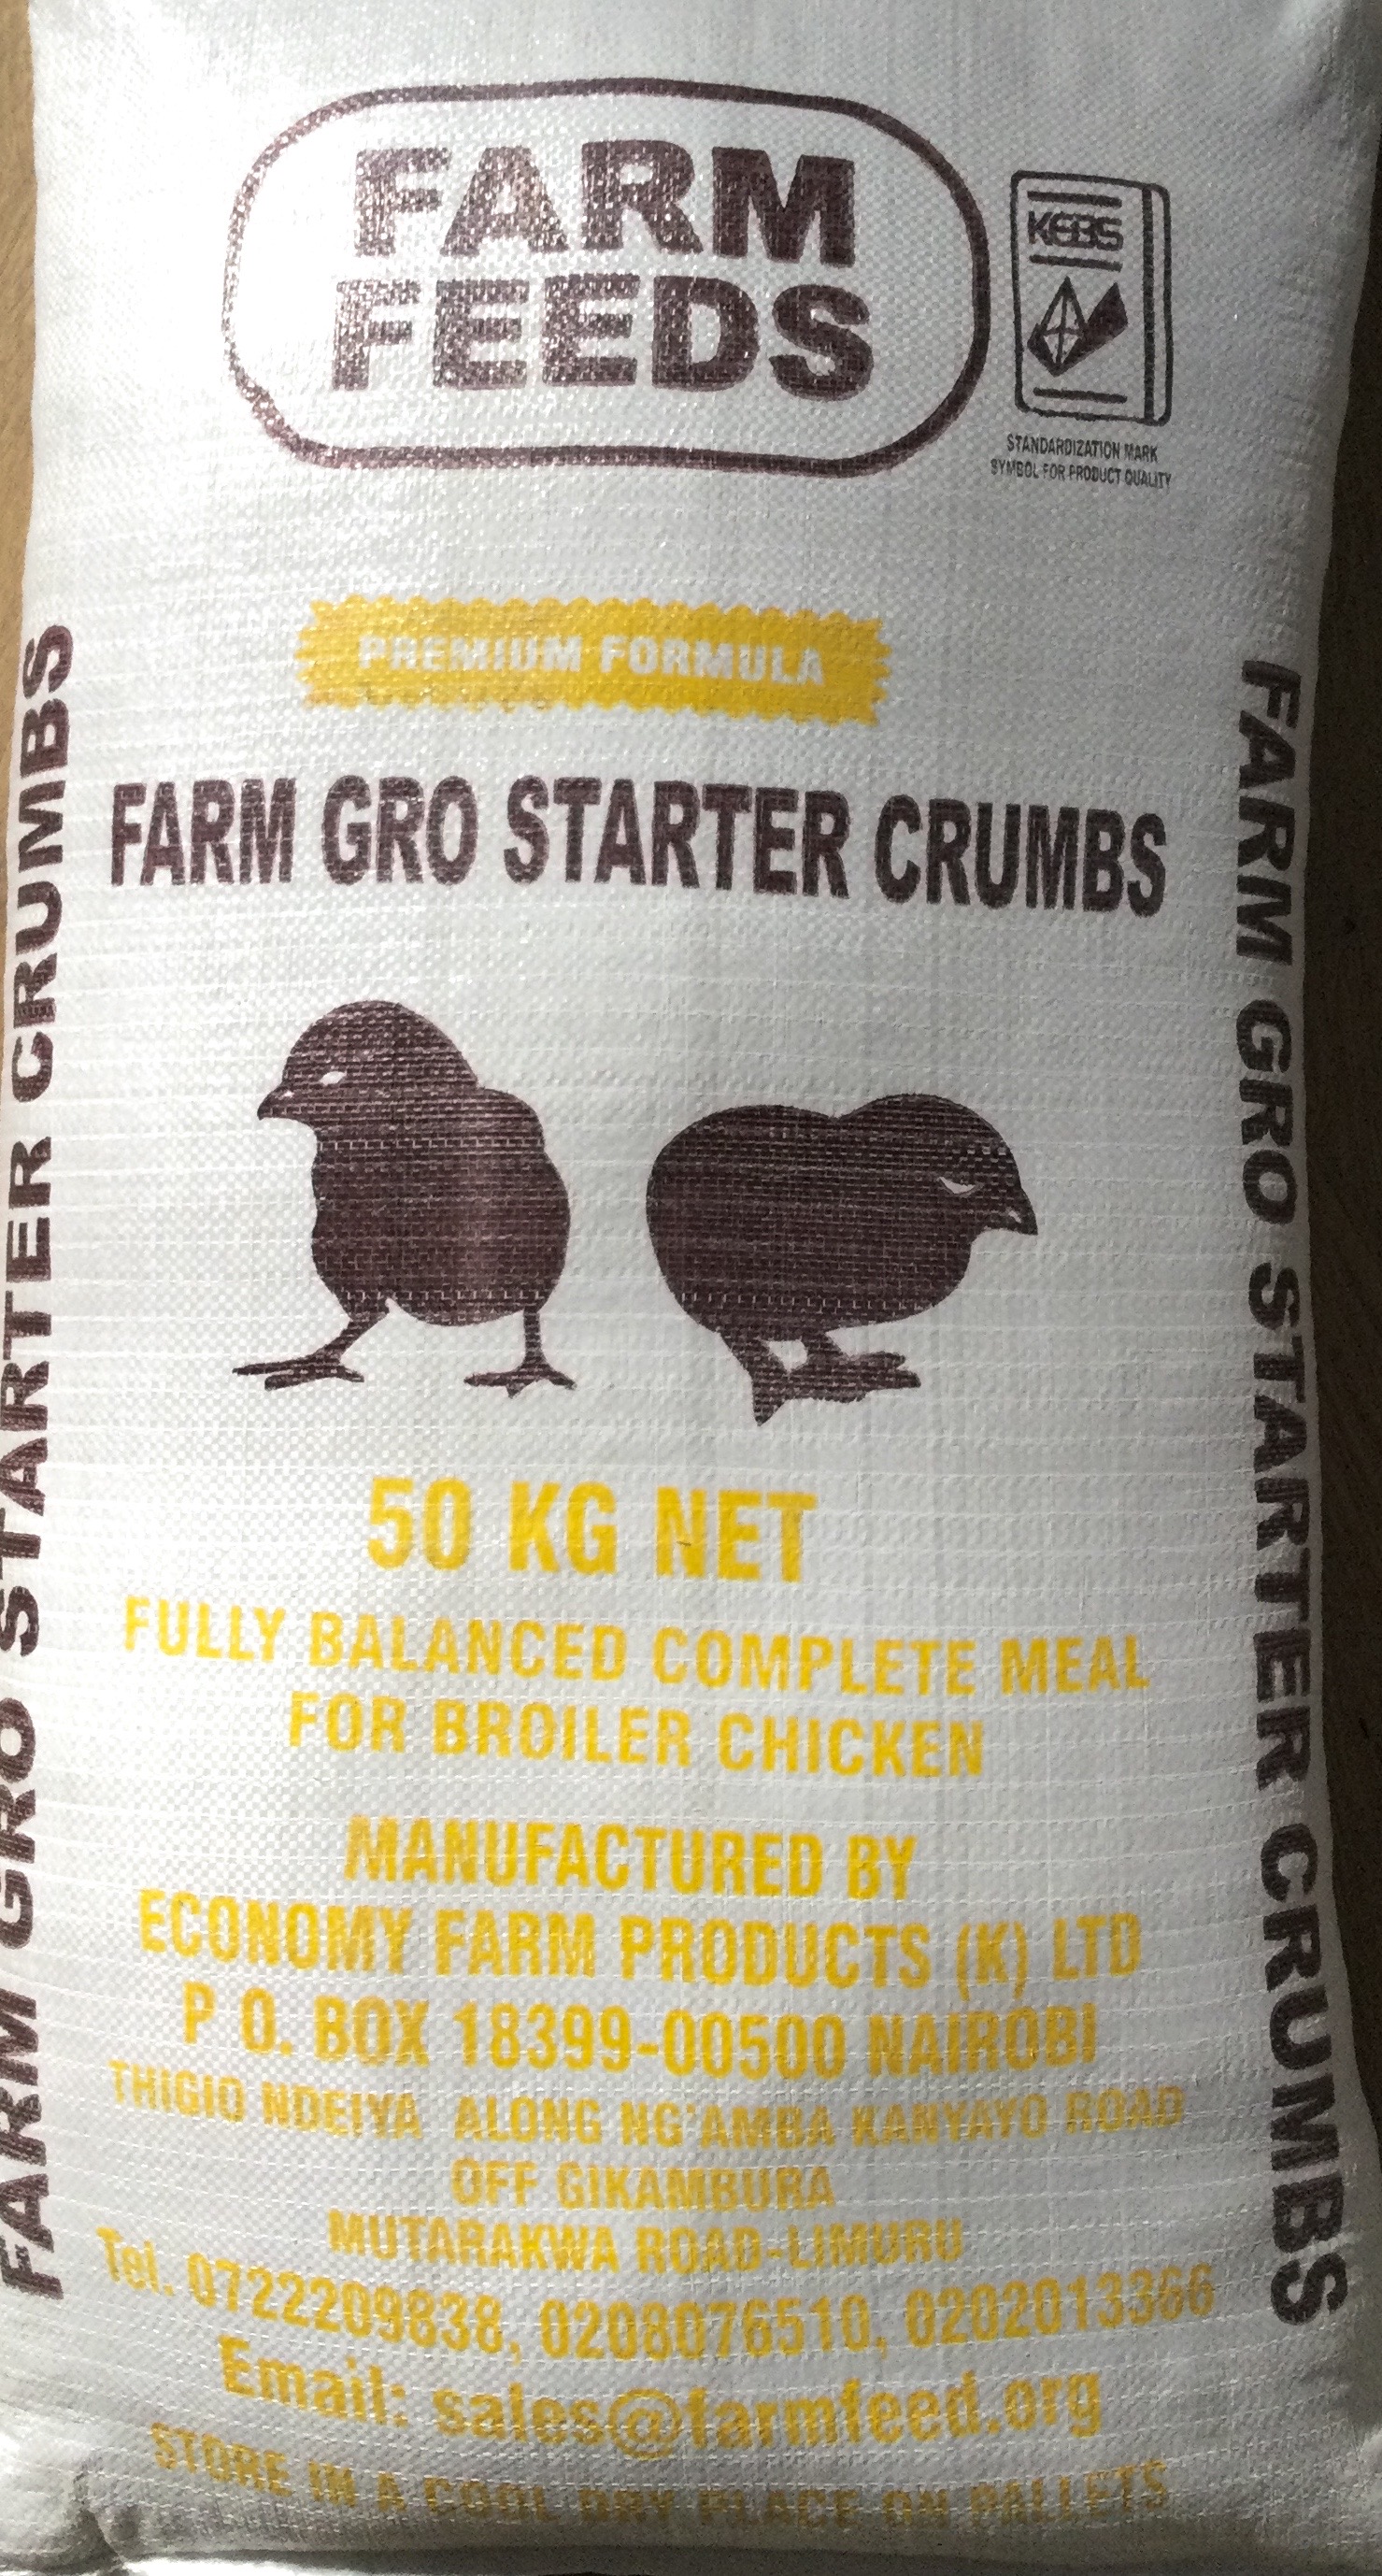 FARM
FEEDS
KEBS
STANDARDIZATION MARK
SYMBOL FOR PRODUCT QUALITY
PREMIUM FORMULA
FARM GRO STARTER CRUMBS
50 KG NET
FULLY BALANCED COMPLETE MEAL
FOR BROILER CHICKEN
MANUFACTURED BY
ECONOMY FARM PRODUCTS (K) LTD
P O. BOX 18399-00500 NAIROBI
THIGIO NDEIYA ALONG NG'AMBA KANYAYO ROAD
OFF GIKAMBURA
MUTARAKWA ROAD-LIMURU
Tel. 0722209838, 0208076510, 0202013366
Email: sales@farmfeed.org
STORE IN A COOL DRY PLACE ON PALLETS
FARM GRO STARTER CRUMBS
FARM GRO STARTER CRUMBS